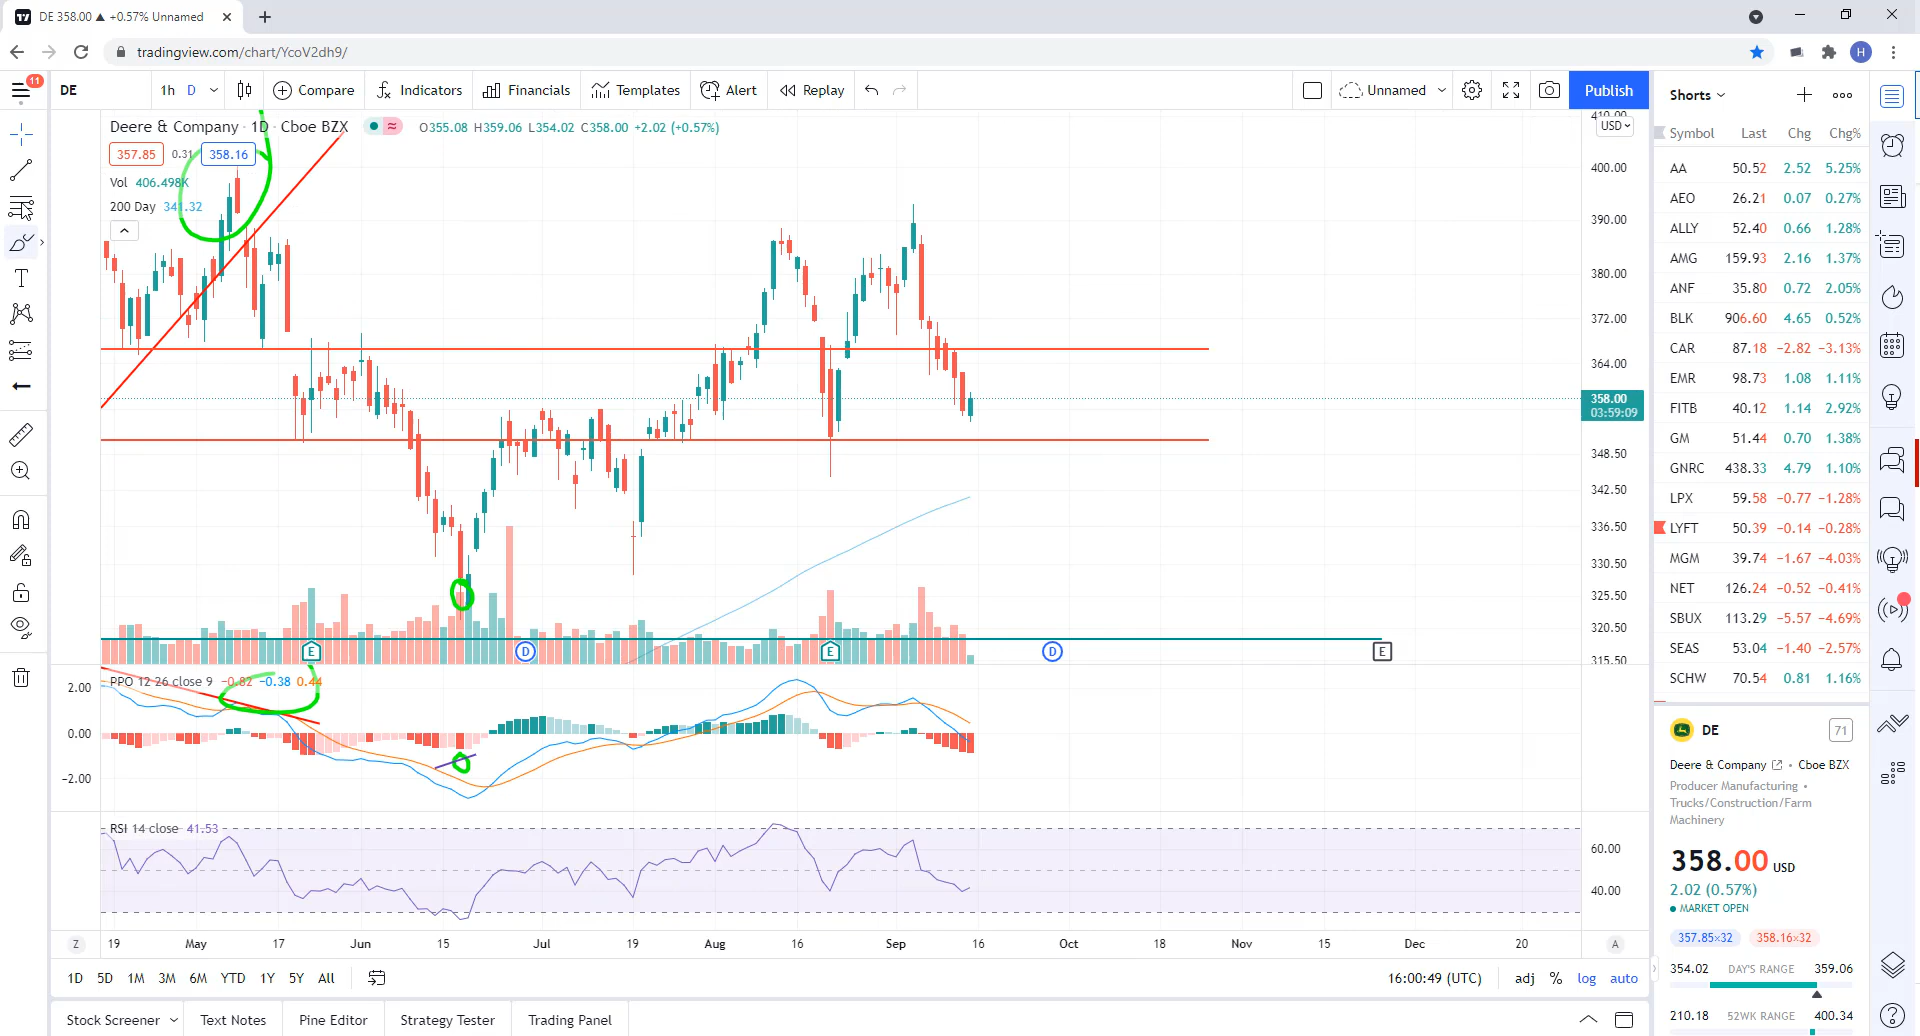 DE 358.00 ▲ +0.57% Unnamed
tradingview.com/chart/YcoV2dh9/
H
11
DE
1h D
Compare
Indicators
Financials
Templates
Alert
Replay
Unnamed
Publish
Deere & Company · 1D · Cboe BZX
O355.08 H359.06 L354.02 C358.00 +2.02 (+0.57%)
357.85 0.31 358.16
Vol 406.498K
200 Day 341.32
USD
410.00
400.00
390.00
380.00
372.00
364.00
358.00
03:59:09
348.50
342.50
336.50
330.50
325.50
320.50
315.50
E D E D E
PPO 12 26 close 9 −0.82 −0.38 0.44
2.00
0.00
−2.00
RSI 14 close 41.53
60.00
40.00
Z 19 May 17 Jun 15 Jul 19 Aug 16 Sep 16 Oct 18 Nov 15 Dec 20 A
1D 5D 1M 3M 6M YTD 1Y 5Y All
16:00:49 (UTC) adj % log auto
Stock Screener Text Notes Pine Editor Strategy Tester Trading Panel
Shorts
Symbol Last Chg Chg%
AA 50.52 2.52 5.25%
AEO 26.21 0.07 0.27%
ALLY 52.40 0.66 1.28%
AMG 159.93 2.16 1.37%
ANF 35.80 0.72 2.05%
BLK 906.60 4.65 0.52%
CAR 87.18 −2.82 −3.13%
EMR 98.73 1.08 1.11%
FITB 40.12 1.14 2.92%
GM 51.44 0.70 1.38%
GNRC 438.33 4.79 1.10%
LPX 59.58 −0.77 −1.28%
LYFT 50.39 −0.14 −0.28%
MGM 39.74 −1.67 −4.03%
NET 126.24 −0.52 −0.41%
SBUX 113.29 −5.57 −4.69%
SEAS 53.04 −1.40 −2.57%
SCHW 70.54 0.81 1.16%
DE 71
Deere & Company • Cboe BZX
Producer Manufacturing •
Trucks/Construction/Farm
Machinery
358.00 USD
2.02 (0.57%)
● MARKET OPEN
357.85×32 358.16×32
354.02 DAY'S RANGE 359.06
210.18 52WK RANGE 400.34